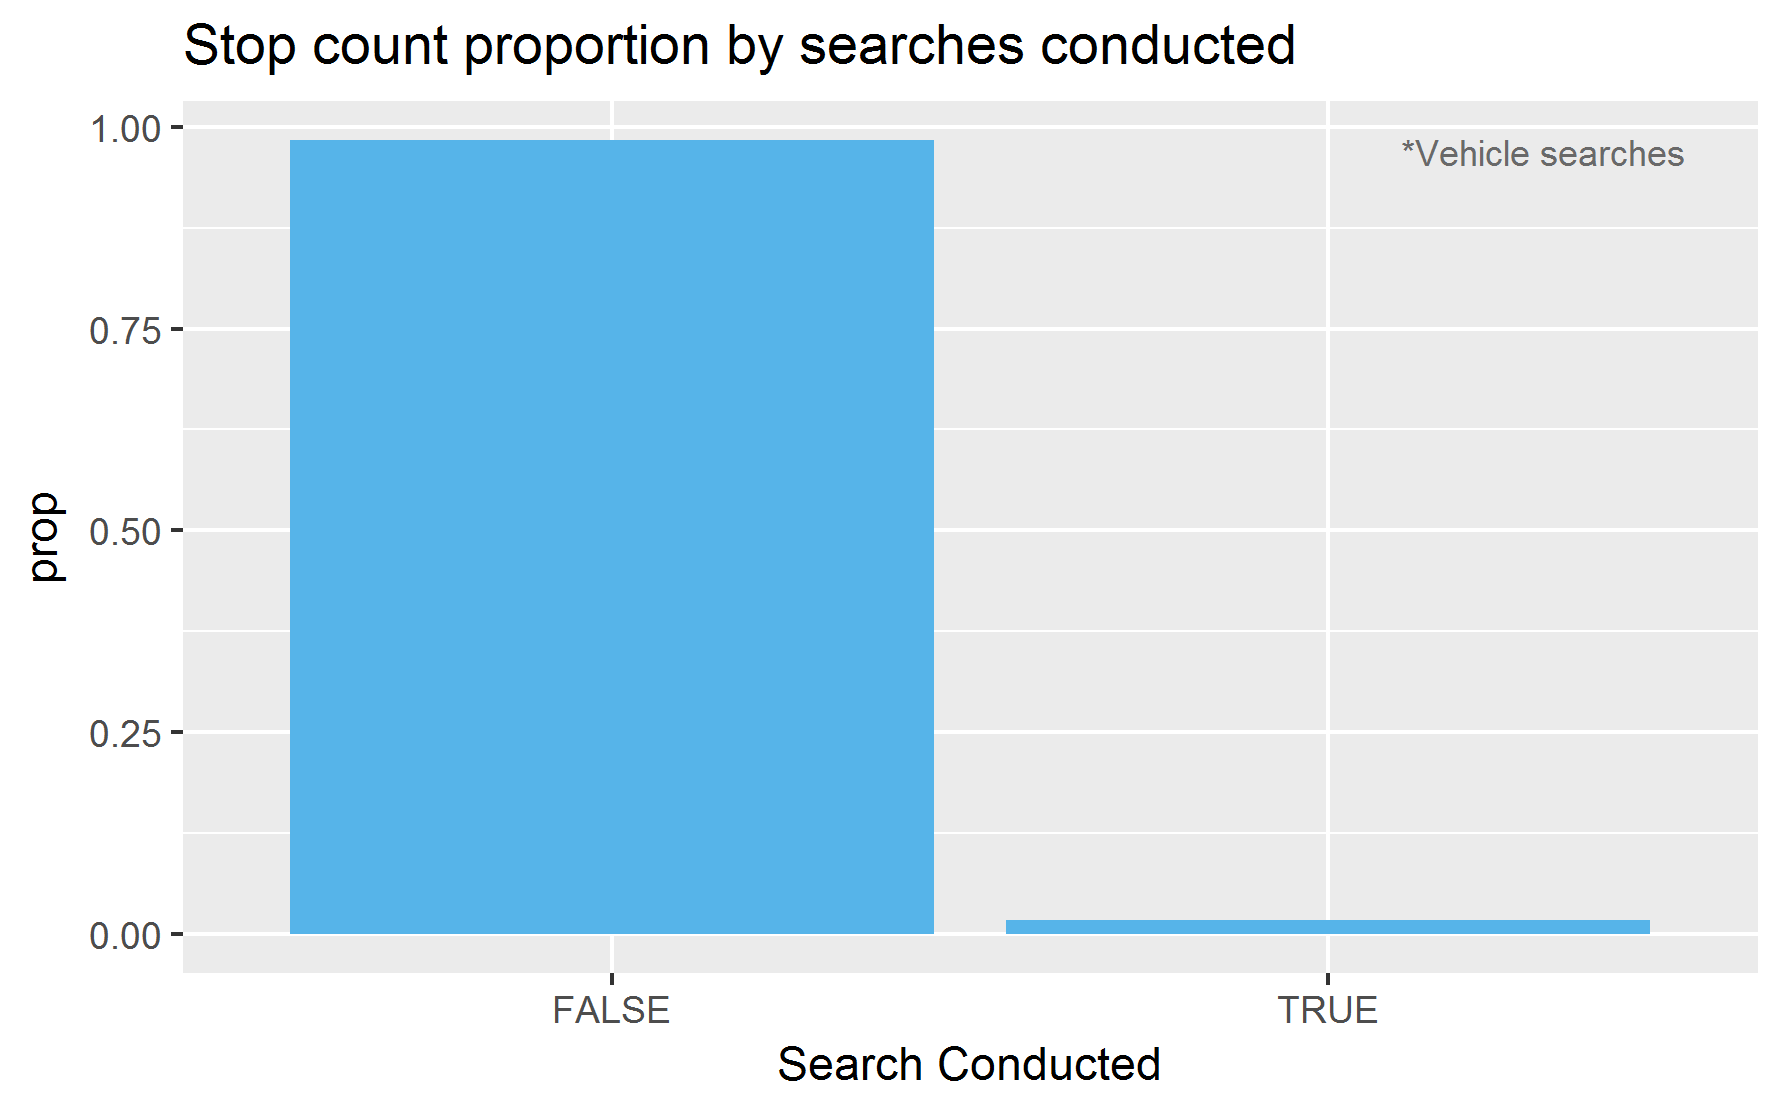 Stop count proportion by searches conducted
*Vehicle searches
1.00
0.75
0.50
0.25
0.00
prop
FALSE
TRUE
Search Conducted